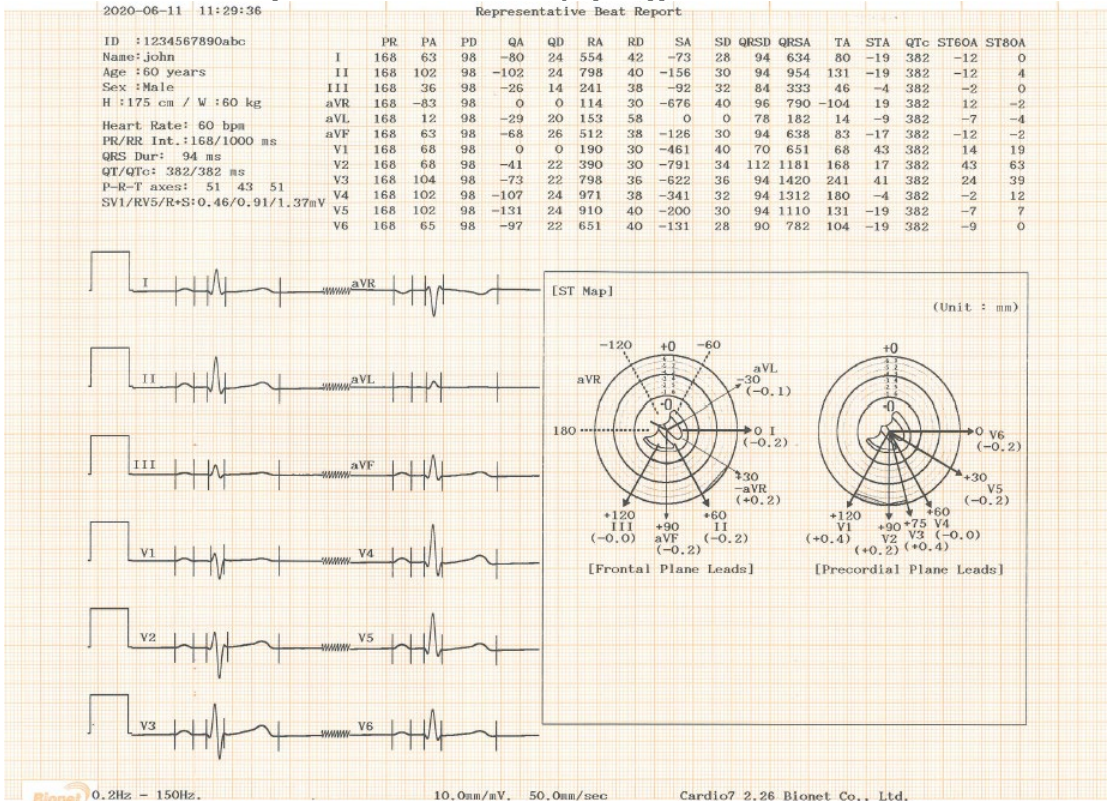 2020-06-11 11:29:36 Representative Beat Report
ID :1234567890abc
Name:john
Age :60 years
Sex :Male
H :175 cm / W :60 kg
Heart Rate: 60 bpm
PR/RR Int.:168/1000 ms
QRS Dur: 94 ms
QT/QTc: 382/382 ms
P-R-T axes: 51 43 51
SV1/RV5/R+S:0.46/0.91/1.37mV
PR PA PD QA QD RA RD SA SD QRSD QRSA TA STA QTc ST60A ST80A
I 168 63 98 -80 24 554 42 -73 28 94 634 80 -19 382 -12 0
II 168 102 98 -102 24 798 40 -156 30 94 954 131 -19 382 -12 4
III 168 36 98 -26 14 241 38 -92 32 84 333 46 -4 382 -2 0
aVR 168 -83 98 0 0 114 30 -676 40 96 790 -104 19 382 12 -2
aVL 168 12 98 -29 20 153 58 0 0 78 182 14 -9 382 -7 -4
aVF 168 63 98 -68 26 512 38 -126 30 94 638 83 -17 382 -12 -2
V1 168 68 98 0 0 190 30 -461 40 70 651 68 43 382 14 19
V2 168 68 98 -41 22 390 30 -791 34 112 1181 168 17 382 43 63
V3 168 104 98 -73 22 798 36 -622 36 94 1420 241 41 382 24 39
V4 168 102 98 -107 24 971 38 -341 32 94 1312 180 -4 382 -2 12
V5 168 102 98 -131 24 910 40 -200 30 94 1110 131 -19 382 -7 7
V6 168 65 98 -97 22 651 40 -131 28 90 782 104 -19 382 -9 0
I aVR
II aVL
III aVF
V1 V4
V2 V5
V3 V6
[ST Map]
(Unit : mm)
-120 +0 -60
aVR
aVL
-30
(-0.1)
-0
180
0 I
(-0.2)
+30
-aVR
(+0.2)
+120
III
(-0.0)
+90
aVF
(-0.2)
+60
II
(-0.2)
[Frontal Plane Leads]
+0
-0
0 V6
(-0.2)
+30
V5
(-0.2)
+120
V1
(+0.4)
+90
V2
(+0.2)
+75
V3
(+0.4)
+60
V4
(-0.0)
[Precordial Plane Leads]
Bionet
0.2Hz - 150Hz. 10.0mm/mV. 50.0mm/sec Cardio7 2.26 Bionet Co., Ltd.